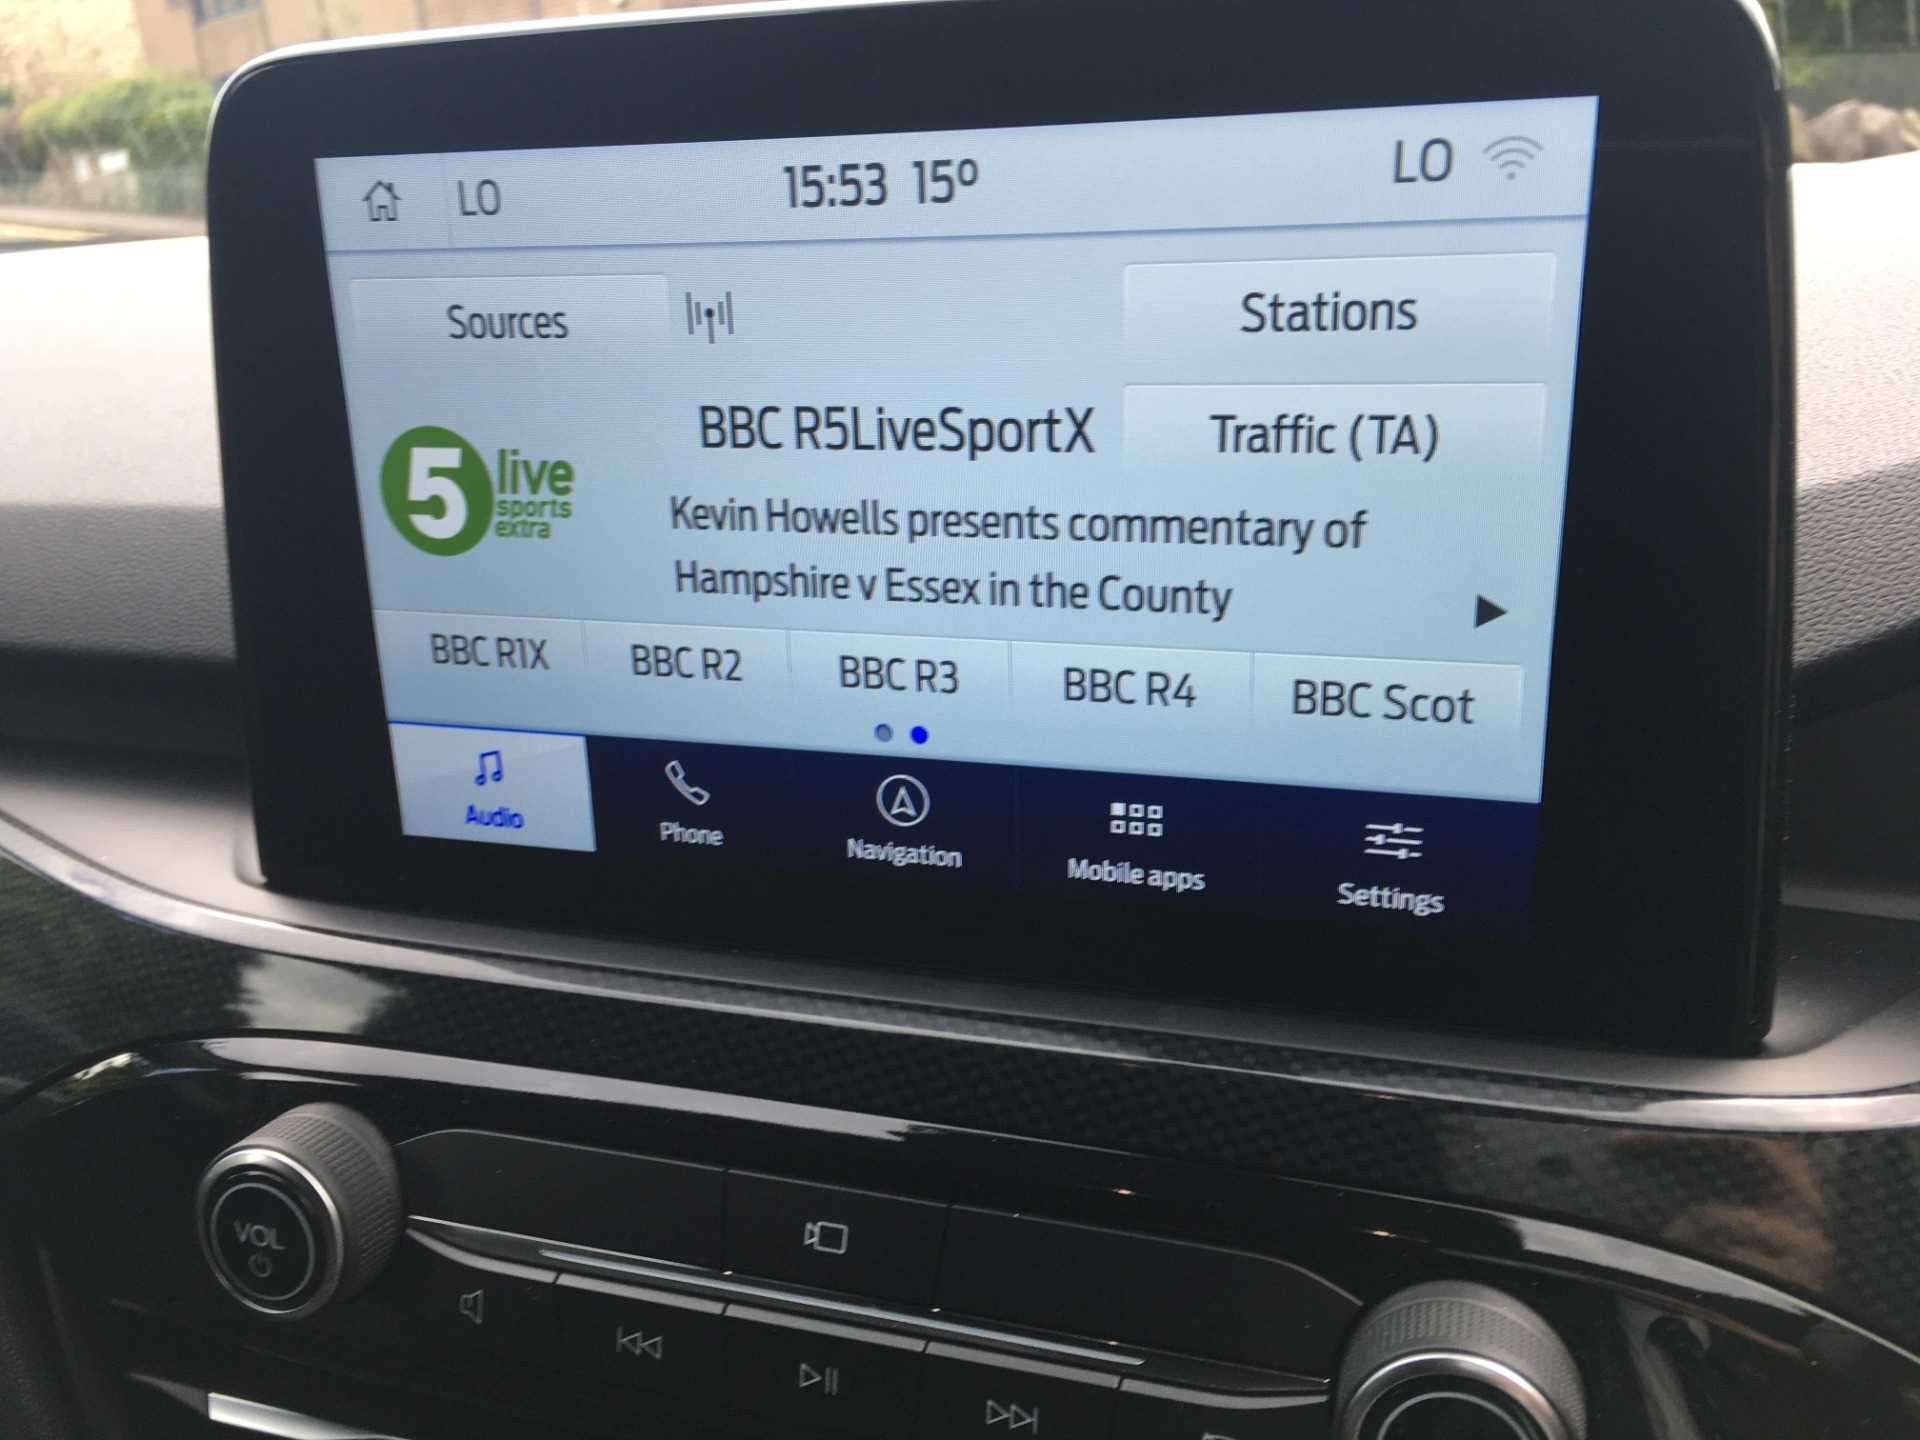 LO 15:53 15º LO
Sources Stations
BBC R5LiveSportX Traffic (TA)
5 live
sports
extra
Kevin Howells presents commentary of
Hampshire v Essex in the County
BBC R1X BBC R2 BBC R3 BBC R4 BBC Scot
Audio Phone Navigation Mobile apps Settings
VOL